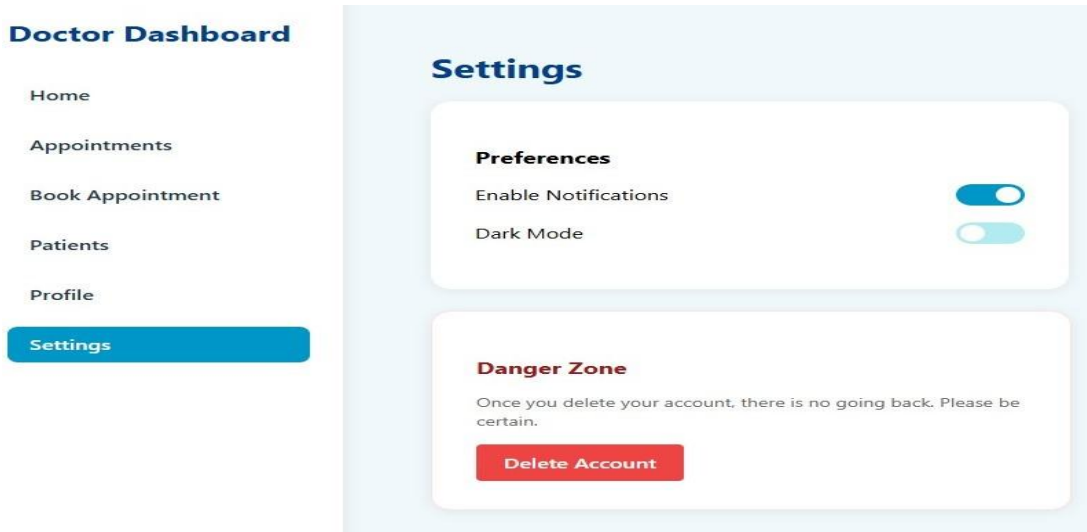 Doctor Dashboard
Home
Appointments
Book Appointment
Patients
Profile
Settings
Settings
Preferences
Enable Notifications
Dark Mode
Danger Zone
Once you delete your account, there is no going back. Please be
certain.
Delete Account